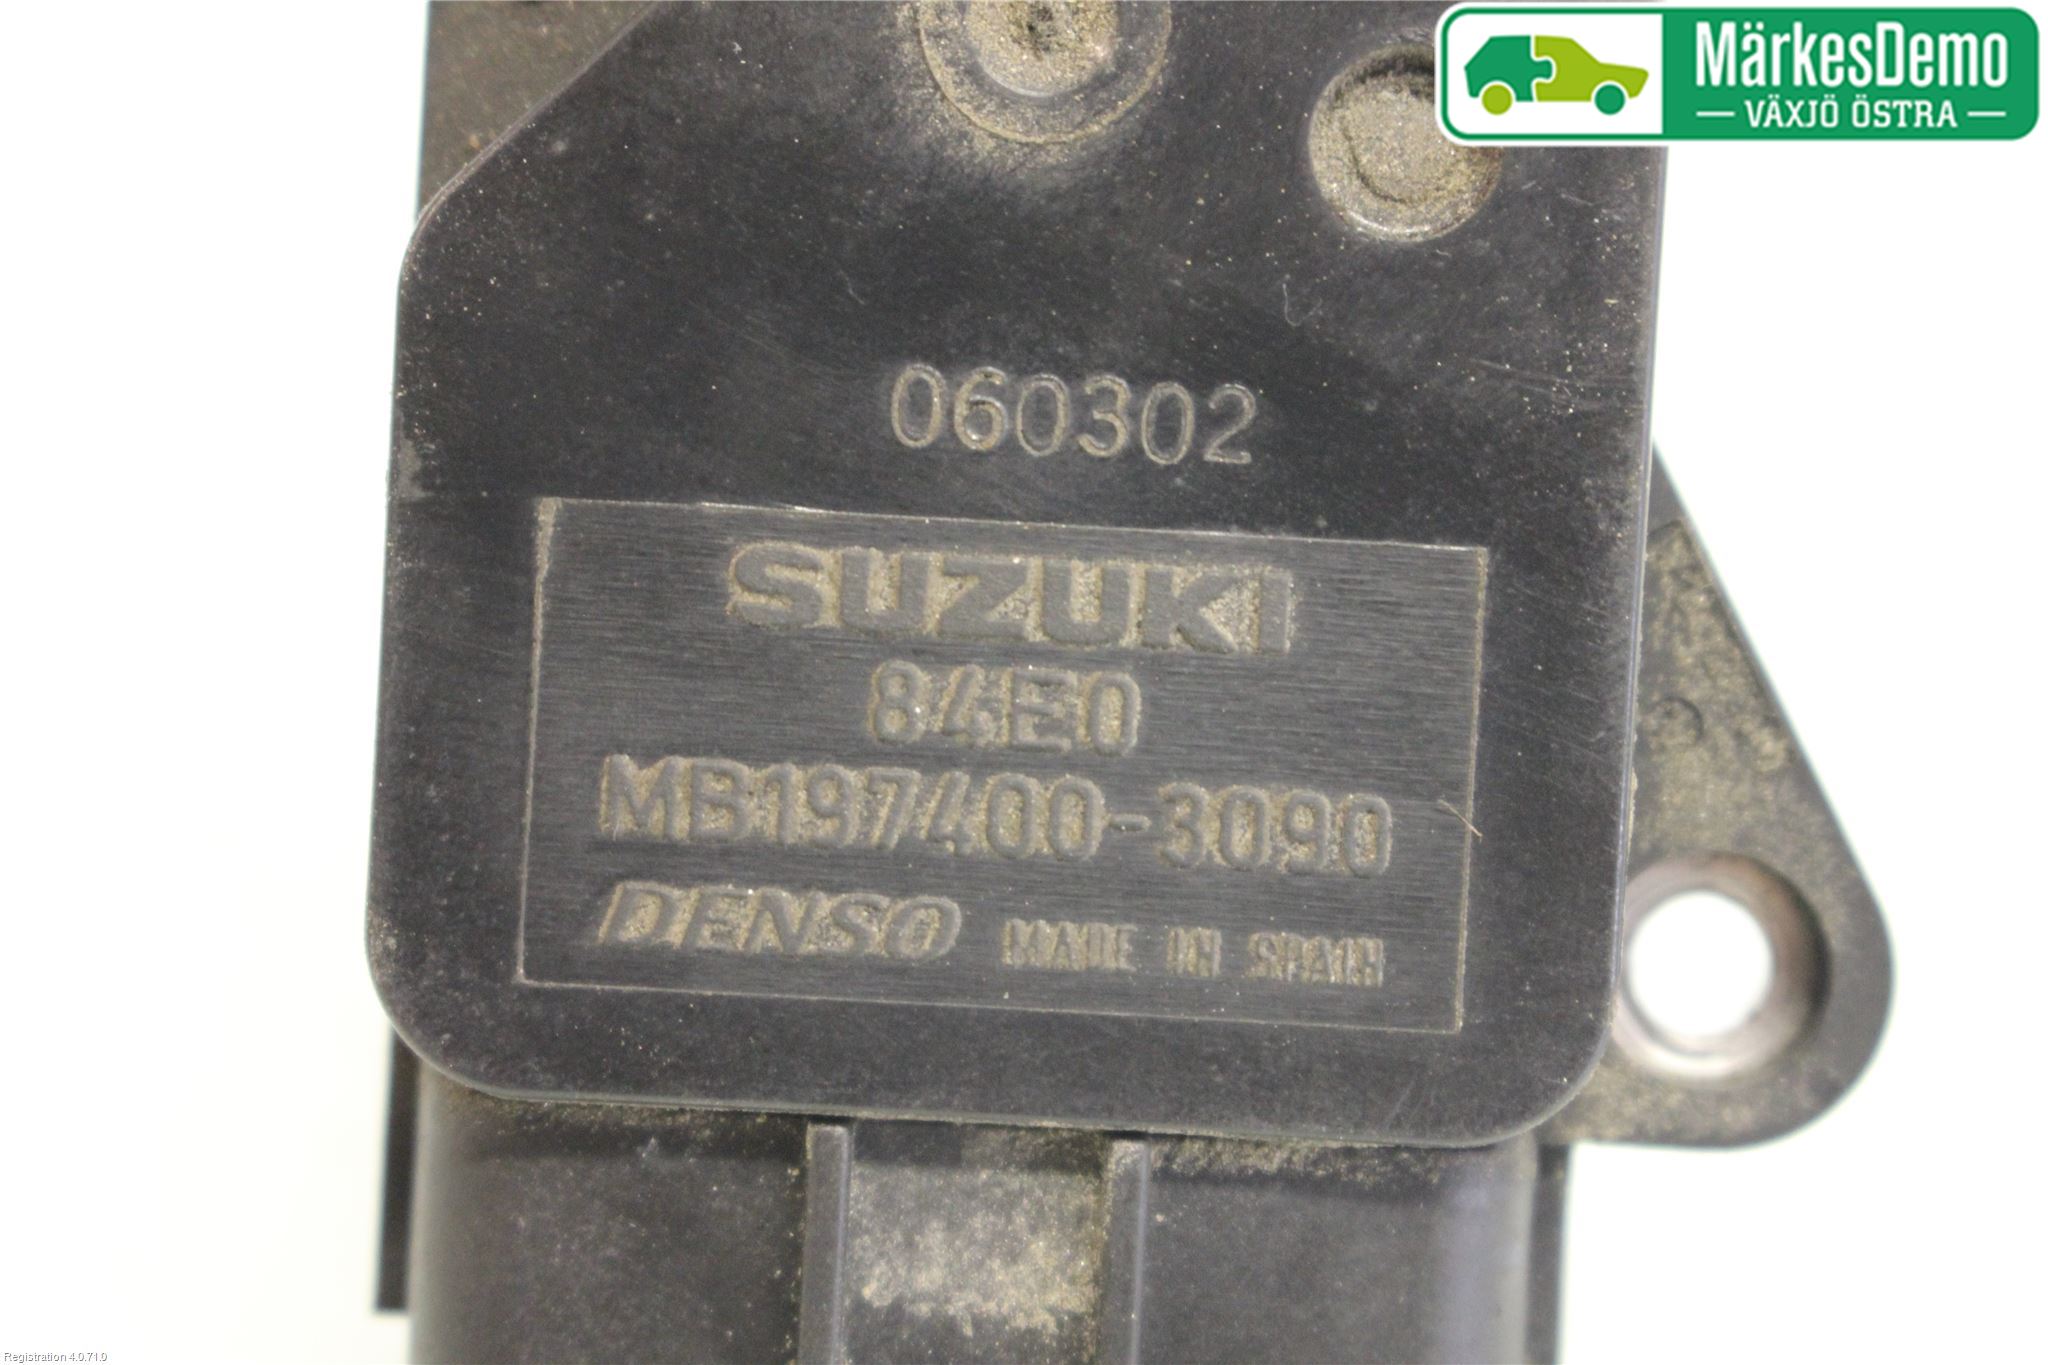 MärkesDemo
— VÄXJÖ ÖSTRA —
060302
SUZUKI
84E0
MB197400-3090
DENSO MADE IN SPAIN
Registration 4.0.71.0